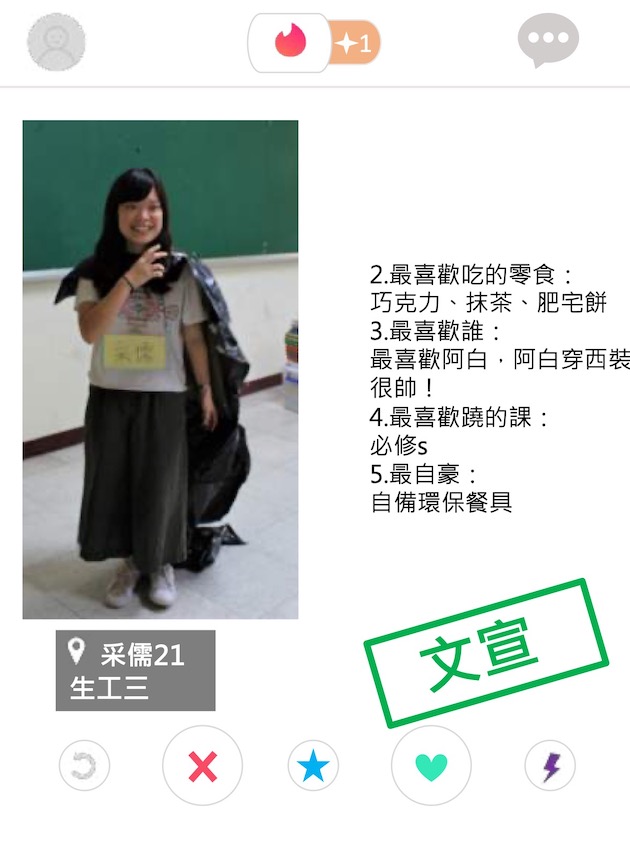 1
采儒
2.最喜歡吃的零食：
巧克力、抹茶、肥宅餅
3.最喜歡誰：
最喜歡阿白，阿白穿西裝
很帥！
4.最喜歡蹺的課：
必修s
5.最自豪：
自備環保餐具
采儒21
生工三
文宣